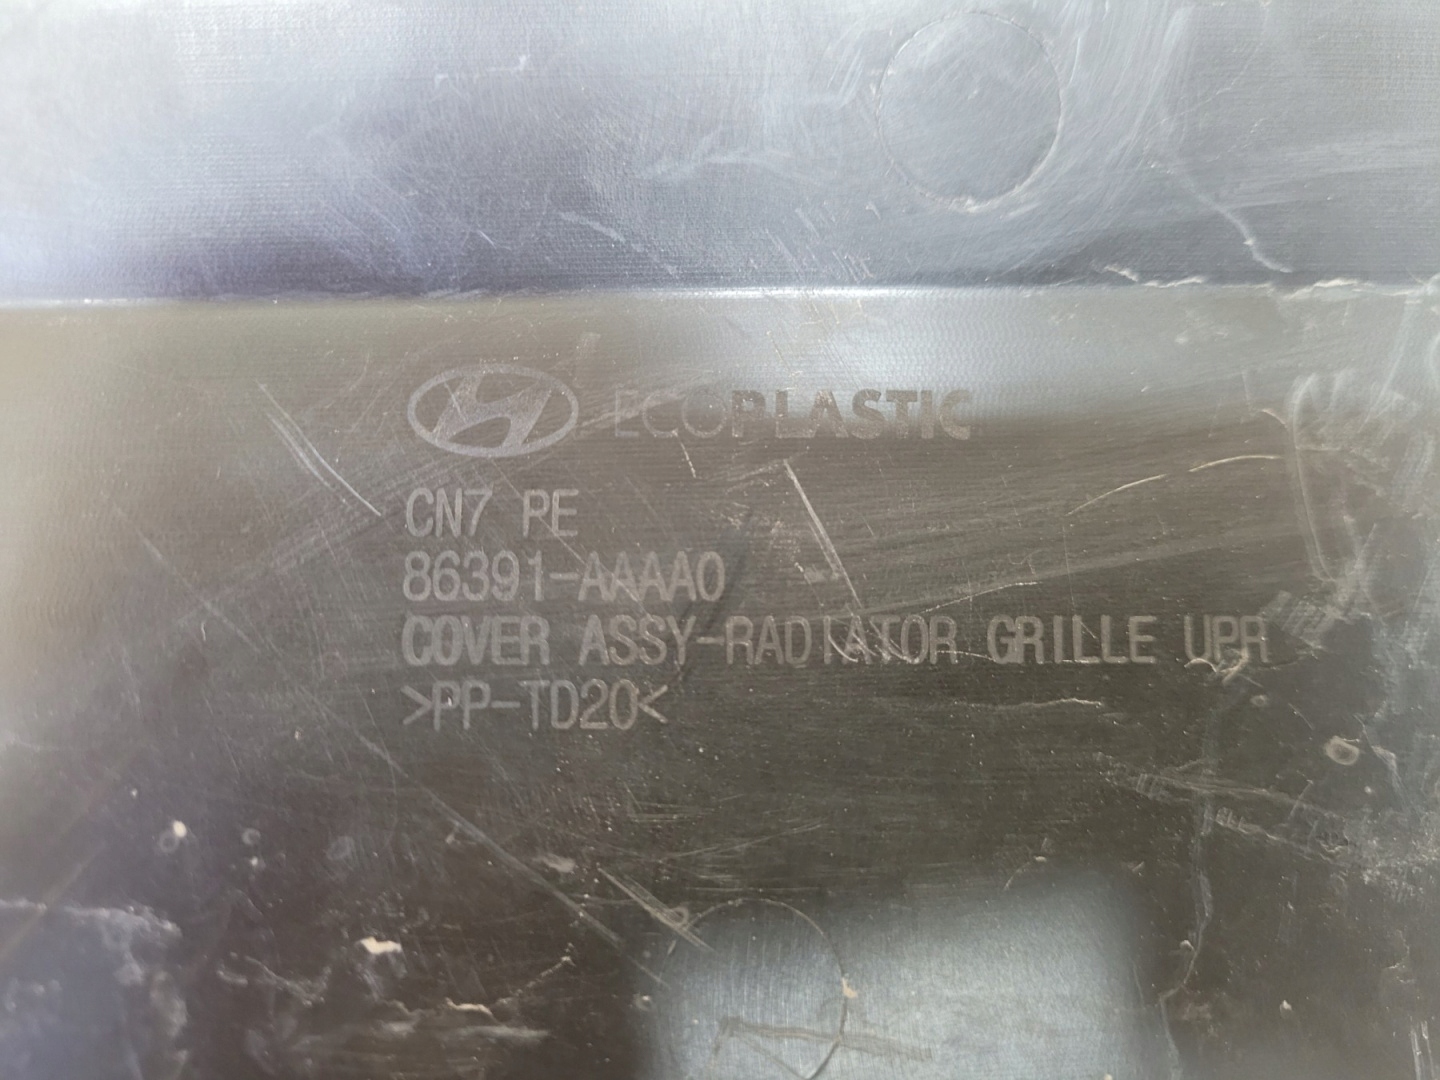 ECOPLASTIC
CN7 PE
86391-AAAA0
COVER ASSY-RADIATOR GRILLE UPR
>PP-TD20<